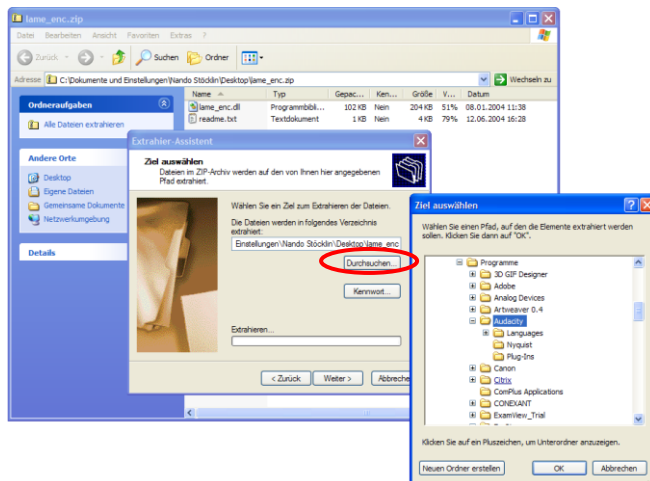 lame_enc.zip
Datei Bearbeiten Ansicht Favoriten Extras ?
Zurück Suchen Ordner
Adresse C:\Dokumente und Einstellungen\Nando Stöcklin\Desktop\lame_enc.zip Wechseln zu
Name Typ Gepac... Ken... Größe V... Datum
lame_enc.dll Programmbibli... 102 KB Nein 204 KB 51% 08.01.2004 11:38
readme.txt Textdokument 1 KB Nein 4 KB 79% 12.06.2004 16:28
Ordneraufgaben
Alle Dateien extrahieren
Andere Orte
Desktop
Eigene Dateien
Gemeinsame Dokumente
Netzwerkumgebung
Details
Extrahier-Assistent
Ziel auswählen
Dateien im ZIP-Archiv werden auf den von Ihnen hier angegebenen
Pfad extrahiert.
Wählen Sie ein Ziel zum Extrahieren der Dateien.
Die Dateien werden in folgendes Verzeichnis
extrahiert:
Einstellungen\Nando Stöcklin\Desktop\lame_enc
Durchsuchen...
Kennwort...
Extrahieren...
< Zurück Weiter > Abbreche
Ziel auswählen
Wählen Sie einen Pfad, auf den die Elemente extrahiert werden
sollen. Klicken Sie dann auf "OK".
Programme
3D GIF Designer
Adobe
Analog Devices
Artweaver 0.4
Audacity
Languages
Nyquist
Plug-Ins
Canon
Citrix
ComPlus Applications
CONEXANT
ExamView_Trial
Klicken Sie auf ein Pluszeichen, um Unterordner anzuzeigen.
Neuen Ordner erstellen OK Abbrechen